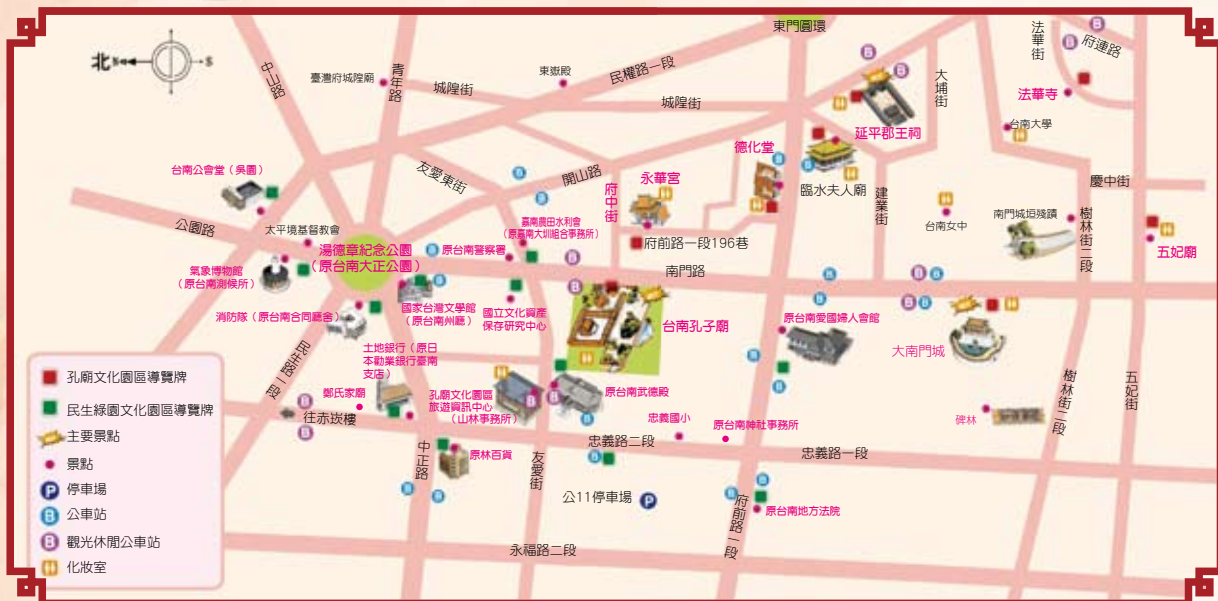 東門圓環
法華街
府連路
北
N
S
中山路
青年路
臺灣府城隍廟
城隍街
東嶽殿
民權路一段
城隍街
大埔街
法華寺
台南大學
延平郡王祠
德化堂
臨水夫人廟
慶中街
台南公會堂（吳園）
友愛東街
開山路
府中街
永華宮
建業街
台南女中
南門城垣殘蹟
樹林街二段
五妃廟
公園路
太平境基督教會
嘉南農田水利會
（原嘉南大圳組合事務所）
府前路一段196巷
湯德章紀念公園
（原台南大正公園）
原台南警察署
南門路
氣象博物館
（原台南測候所）
國家台灣文學館
（原台南州廳）
國立文化資產
保存研究中心
台南孔子廟
原台南愛國婦人會館
大南門城
消防隊（原台南合同廳舍）
民生路一段
土地銀行（原日
本勸業銀行臺南
支店）
鄭氏家廟
孔廟文化園區
旅遊資訊中心
（山林事務所）
原台南武德殿
忠義國小
原台南神社事務所
碑林
樹林街二段
五妃街
往赤崁樓
中正路
原林百貨
友愛街
忠義路二段
忠義路一段
公11停車場
P
府前路一段
原台南地方法院
永福路二段
孔廟文化園區導覽牌
民生綠園文化園區導覽牌
主要景點
景點
P 停車場
B 公車站
B 觀光休閒公車站
化妝室